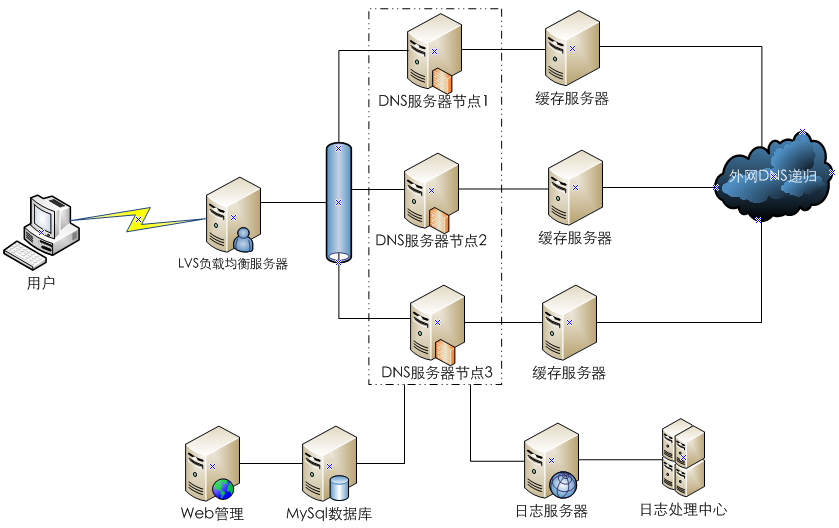 DNS服务器节点1
缓存服务器
外网DNS递归
DNS服务器节点2
缓存服务器
LVS负载均衡服务器
用户
DNS服务器节点3
缓存服务器
Web管理
MySql数据库
日志服务器
日志处理中心